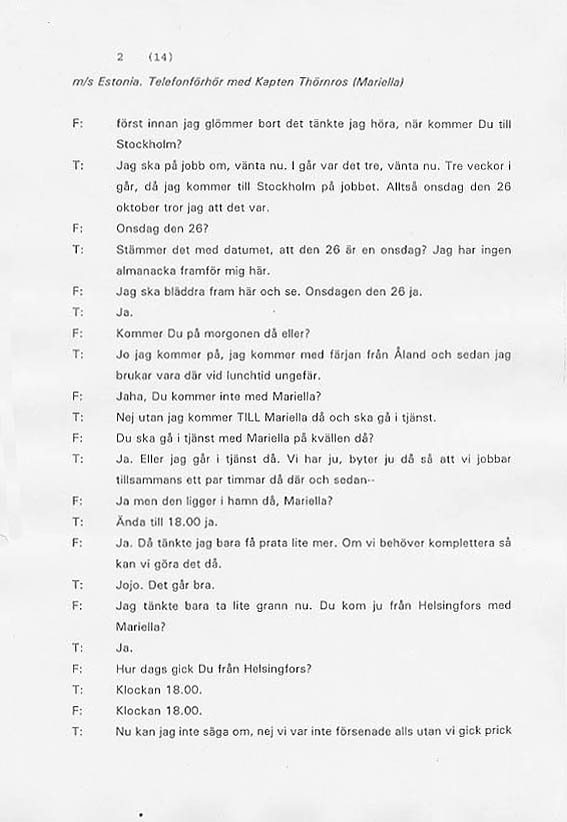 2 (14)
m/s Estonia. Telefonförhör med Kapten Thörnros (Mariella)
F: först innan jag glömmer bort det tänkte jag höra, när kommer Du till
Stockholm?
T: Jag ska på jobb om, vänta nu. I går var det tre, vänta nu. Tre veckor i
går, då jag kommer till Stockholm på jobbet. Alltså onsdag den 26
oktober tror jag att det var.
F: Onsdag den 26?
T: Stämmer det med datumet, att den 26 är en onsdag? Jag har ingen
almanacka framför mig här.
F: Jag ska bläddra fram här och se. Onsdagen den 26 ja.
T: Ja.
F: Kommer Du på morgonen då eller?
T: Jo jag kommer på, jag kommer med färjan från Åland och sedan jag
brukar vara där vid lunchtid ungefär.
F: Jaha, Du kommer inte med Mariella?
T: Nej utan jag kommer TILL Mariella då och ska gå i tjänst.
F: Du ska gå i tjänst med Mariella på kvällen då?
T: Ja. Eller jag går i tjänst då. Vi har ju, byter ju då så att vi jobbar
tillsammans ett par timmar då där och sedan--
F: Ja men den ligger i hamn då, Mariella?
T: Ända till 18.00 ja.
F: Ja. Då tänkte jag bara få prata lite mer. Om vi behöver komplettera så
kan vi göra det då.
T: Jojo. Det går bra.
F: Jag tänkte bara ta lite grann nu. Du kom ju från Helsingfors med
Mariella?
T: Ja.
F: Hur dags gick Du från Helsingfors?
T: Klockan 18.00.
F: Klockan 18.00.
T: Nu kan jag inte säga om, nej vi var inte försenade alls utan vi gick prick